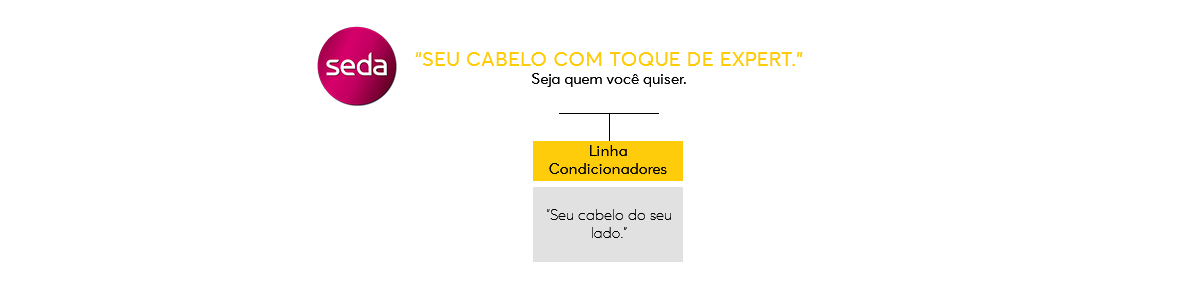 seda
“SEU CABELO COM TOQUE DE EXPERT.”
Seja quem você quiser.
Linha
Condicionadores
“Seu cabelo do seu
lado.”